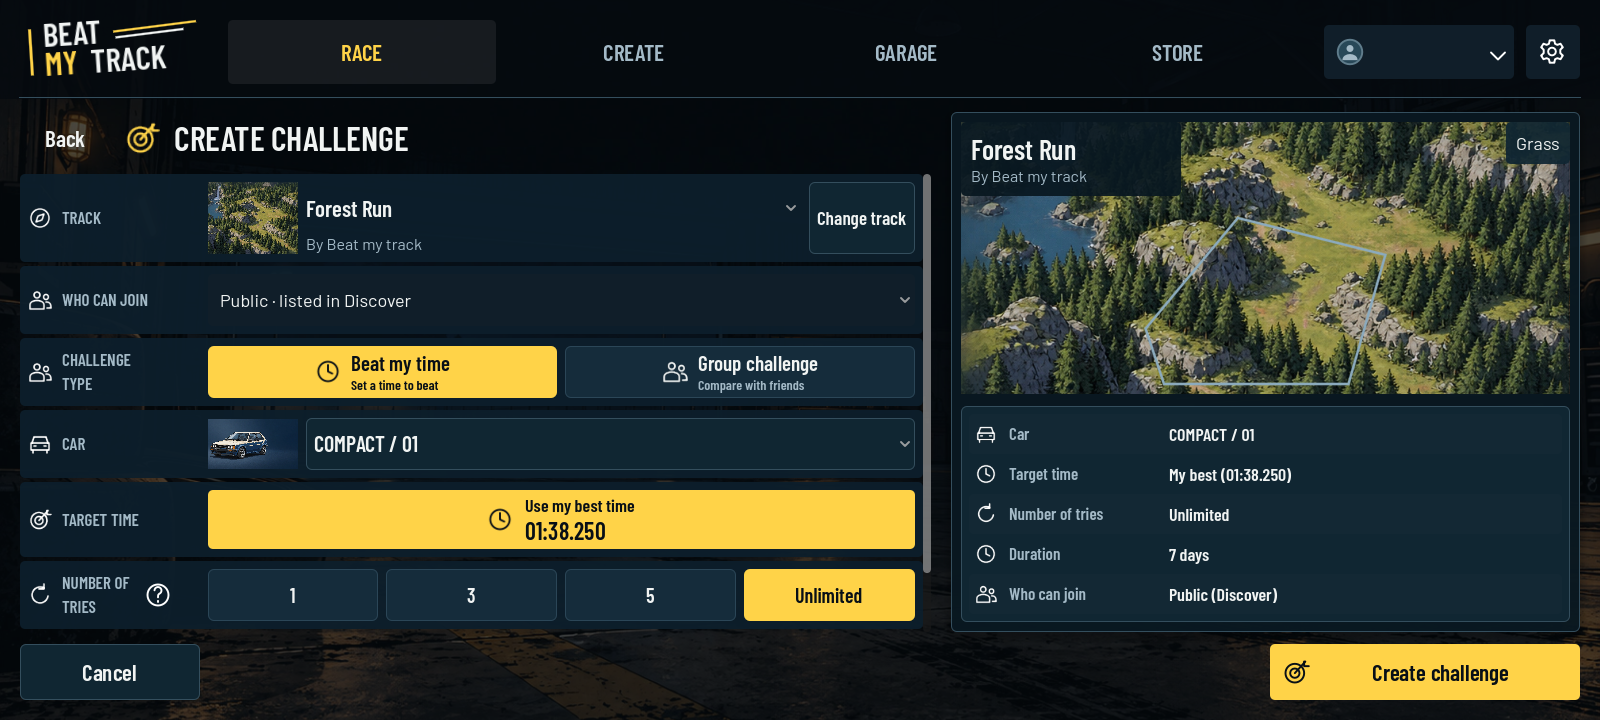 BEAT
MY TRACK
RACE
CREATE
GARAGE
STORE
Back
CREATE CHALLENGE
TRACK
Forest Run
By Beat my track
Change track
WHO CAN JOIN
Public · listed in Discover
CHALLENGE
TYPE
Beat my time
Set a time to beat
Group challenge
Compare with friends
CAR
COMPACT / 01
TARGET TIME
Use my best time
01:38.250
NUMBER OF
TRIES
1
3
5
Unlimited
Cancel
Forest Run
By Beat my track
Grass
Car
COMPACT / 01
Target time
My best (01:38.250)
Number of tries
Unlimited
Duration
7 days
Who can join
Public (Discover)
Create challenge